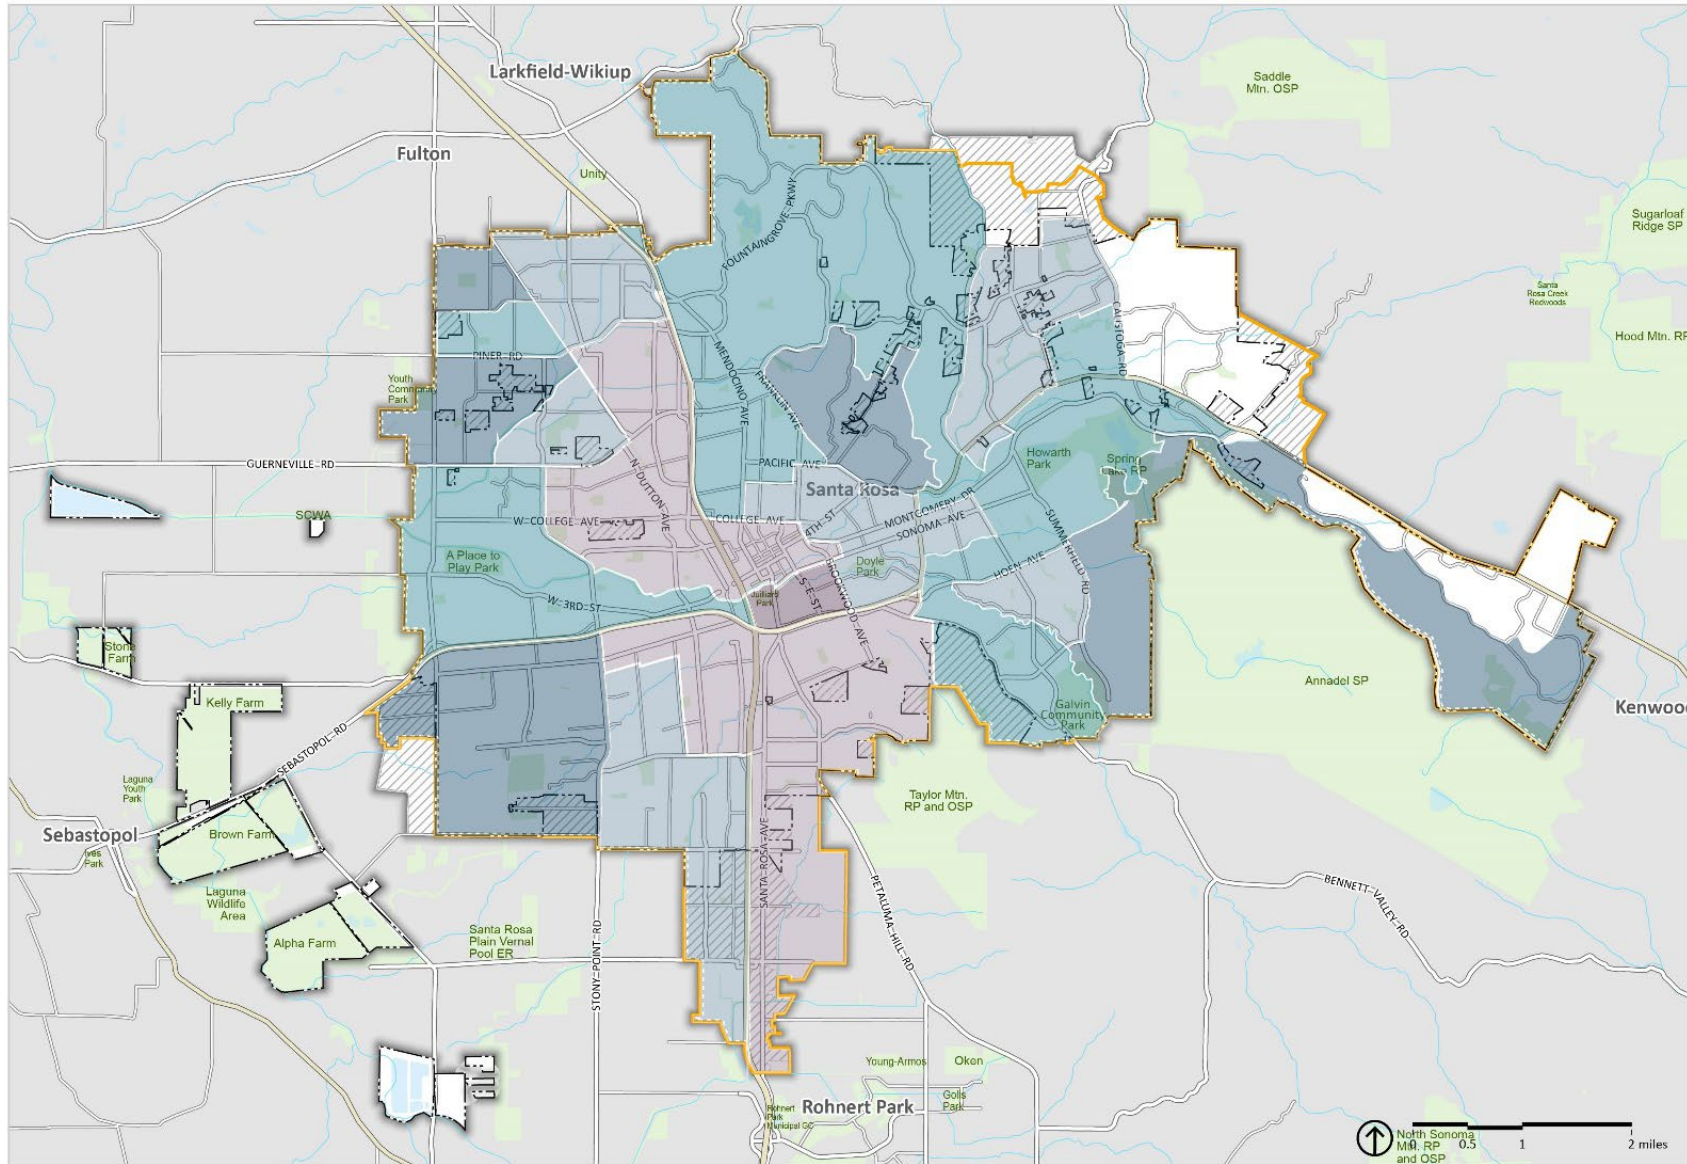 Larkfield-Wikiup
Saddle
Mtn. OSP
Fulton
Unity
Sugarloaf
Ridge SP
FOUNTAINGROVE PKWY
Santa
Rosa Creek
Redwoods
CALISTOGA RD
Hood Mtn. RP
PINER RD
MENDOCINO AVE
FRANKLIN AVE
Youth
Community
Park
GUERNEVILLE RD
N DUTTON AVE
PACIFIC AVE
Howarth
Park
Spring
Lake RP
Santa Rosa
SCWA
W COLLEGE AVE
COLLEGE AVE
4TH ST
MONTGOMERY DR
SONOMA AVE
SUMMERFIELD RD
A Place to
Play Park
Doyle
Park
HOEN AVE
W 3RD ST
Juilliard
Park
S E ST
BROOKWOOD AVE
Stone
Farm
Annadel SP
Kelly Farm
Galvin
Community
Park
Kenwood
SEBASTOPOL RD
Laguna
Youth
Park
Taylor Mtn.
RP and OSP
Sebastopol
Brown Farm
Ives
Park
SANTA ROSA AVE
PETALUMA HILL RD
BENNETT VALLEY RD
Laguna
Wildlife
Area
Alpha Farm
Santa Rosa
Plain Vernal
Pool ER
STONY POINT RD
Young-Armos
Oken
Golis
Park
Rohnert Park
Rohnert
Park
Municipal GC
North Sonoma
Mtn. RP
and OSP
0 0.5 1 2 miles